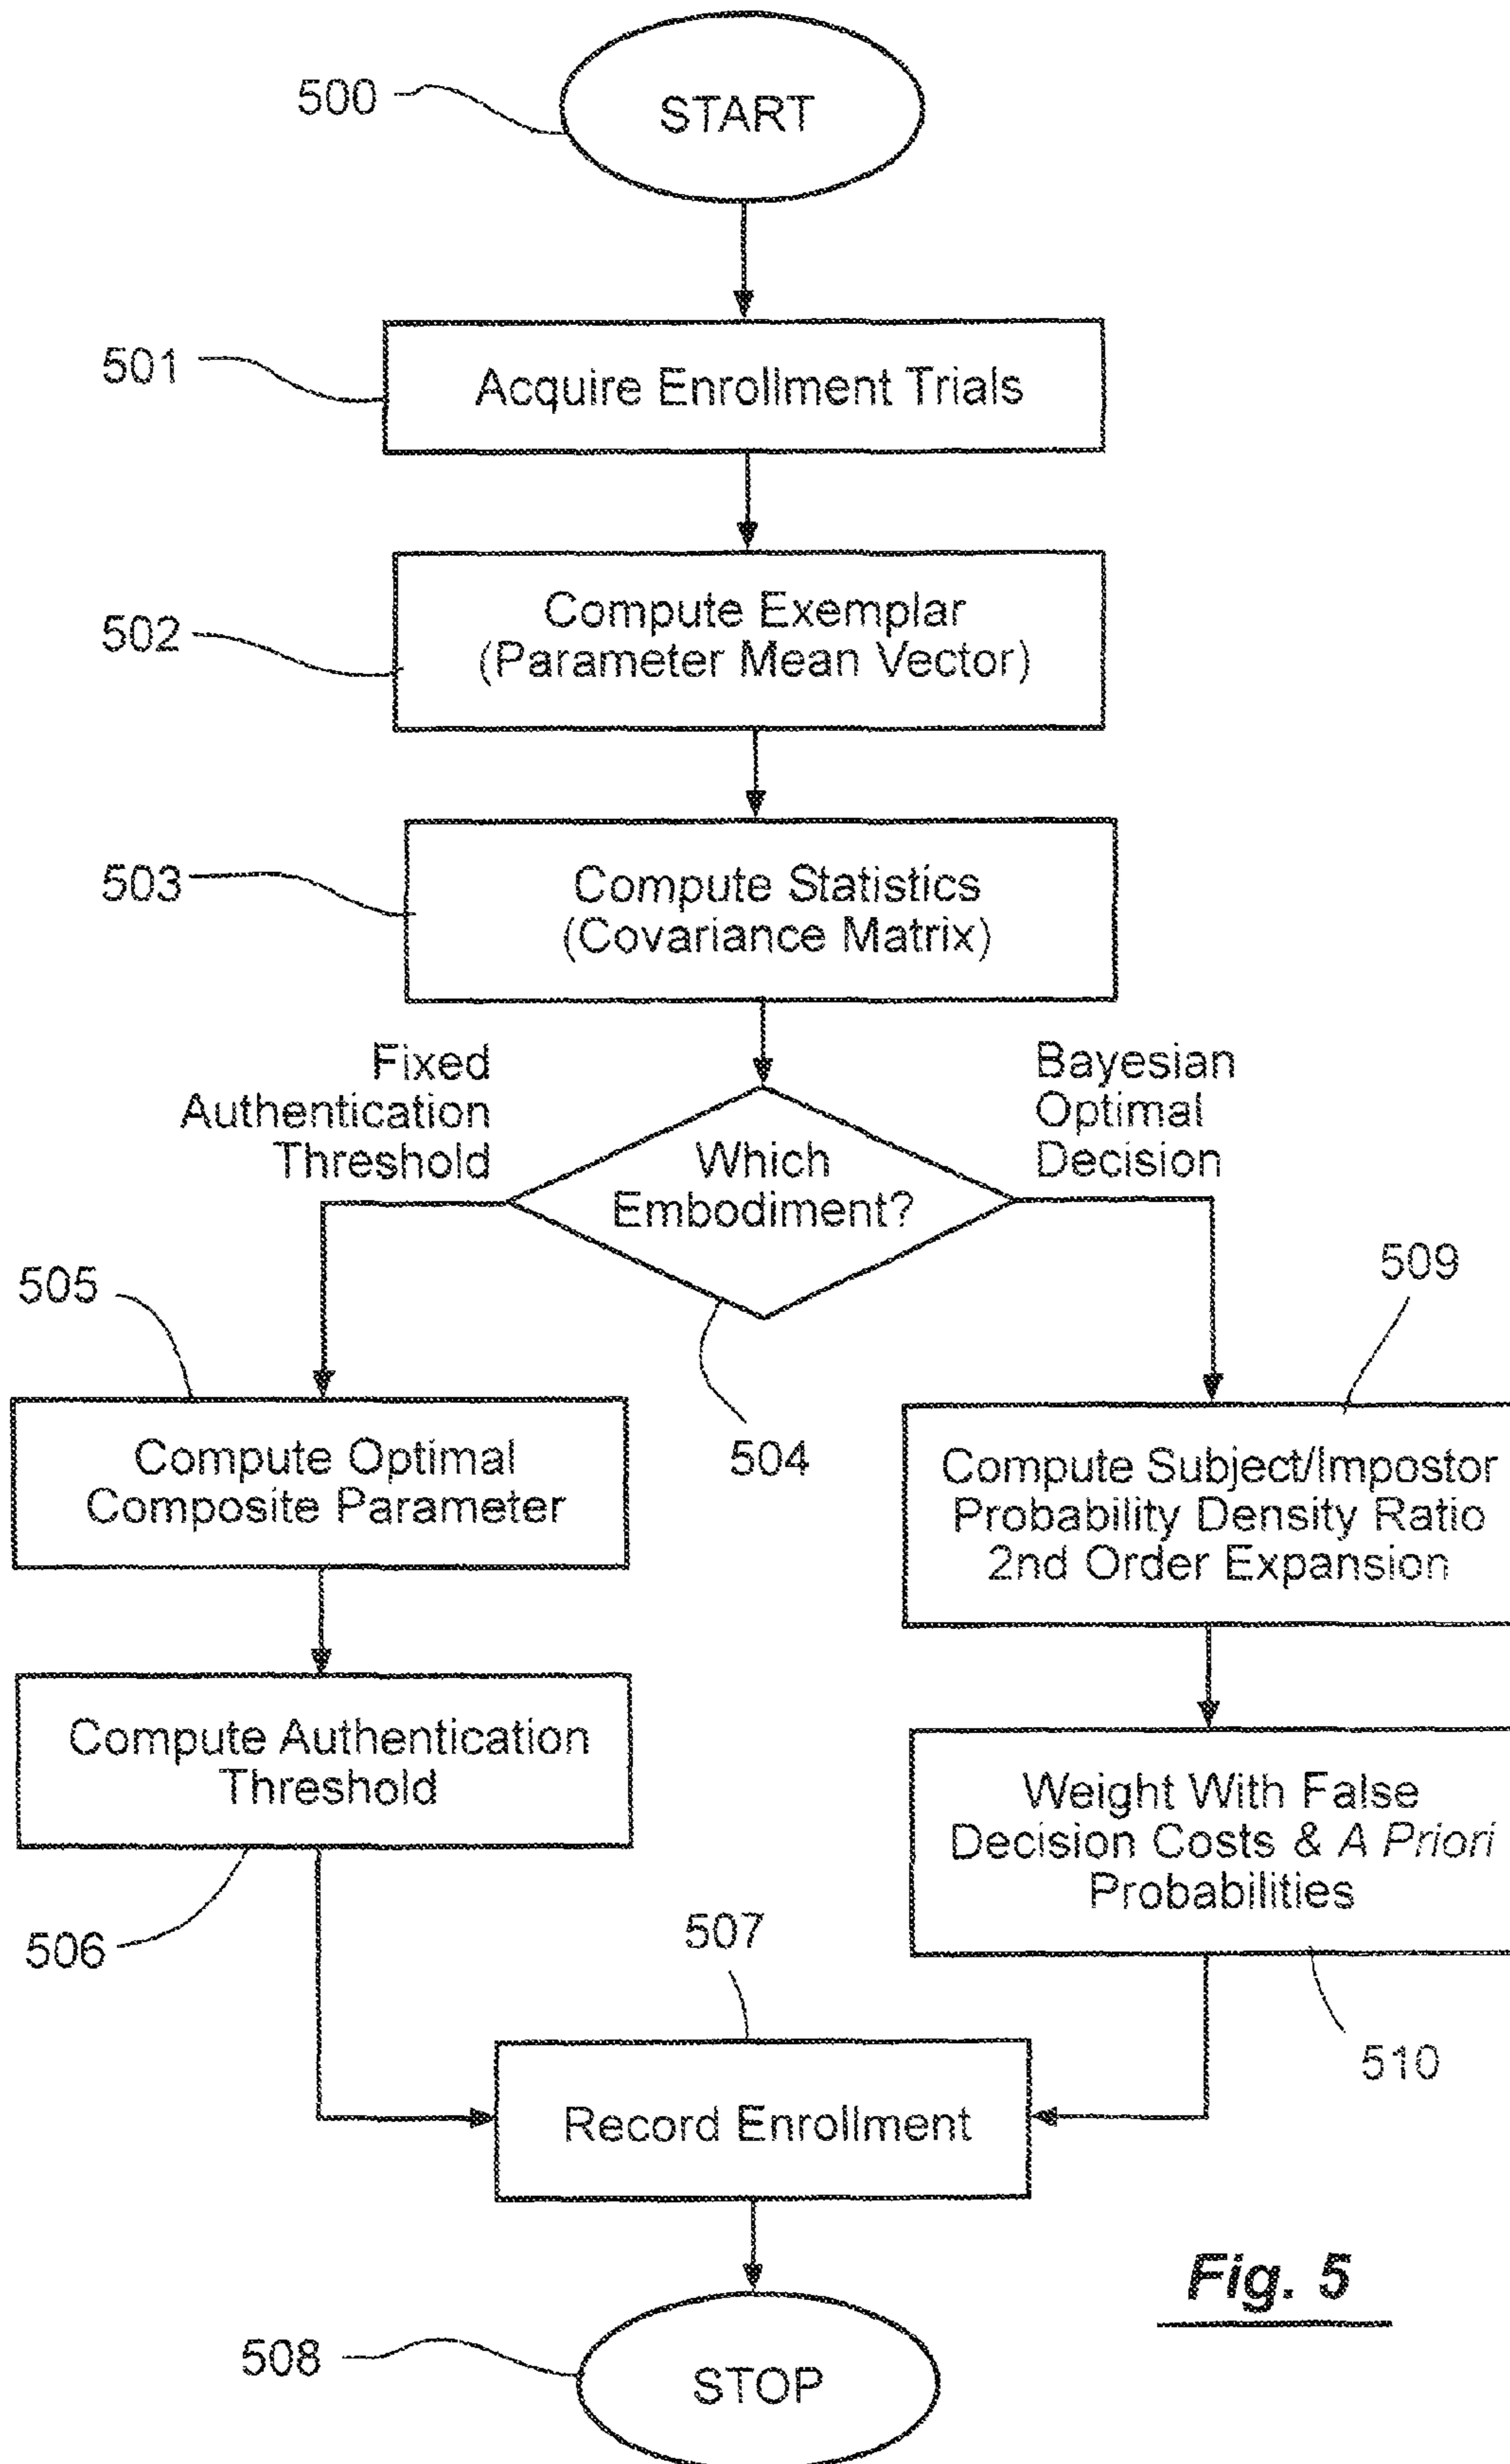 500
START
501
Acquire Enrollment Trials
502
Compute Exemplar
(Parameter Mean Vector)
503
Compute Statistics
(Covariance Matrix)
Fixed
Authentication
Threshold
Bayesian
Optimal
Decision
Which
Embodiment?
504
505
Compute Optimal
Composite Parameter
509
Compute Subject/Impostor
Probability Density Ratio
2nd Order Expansion
Compute Authentication
Threshold
506
Weight With False
Decision Costs & A Priori
Probabilities
510
507
Record Enrollment
508
STOP
Fig. 5